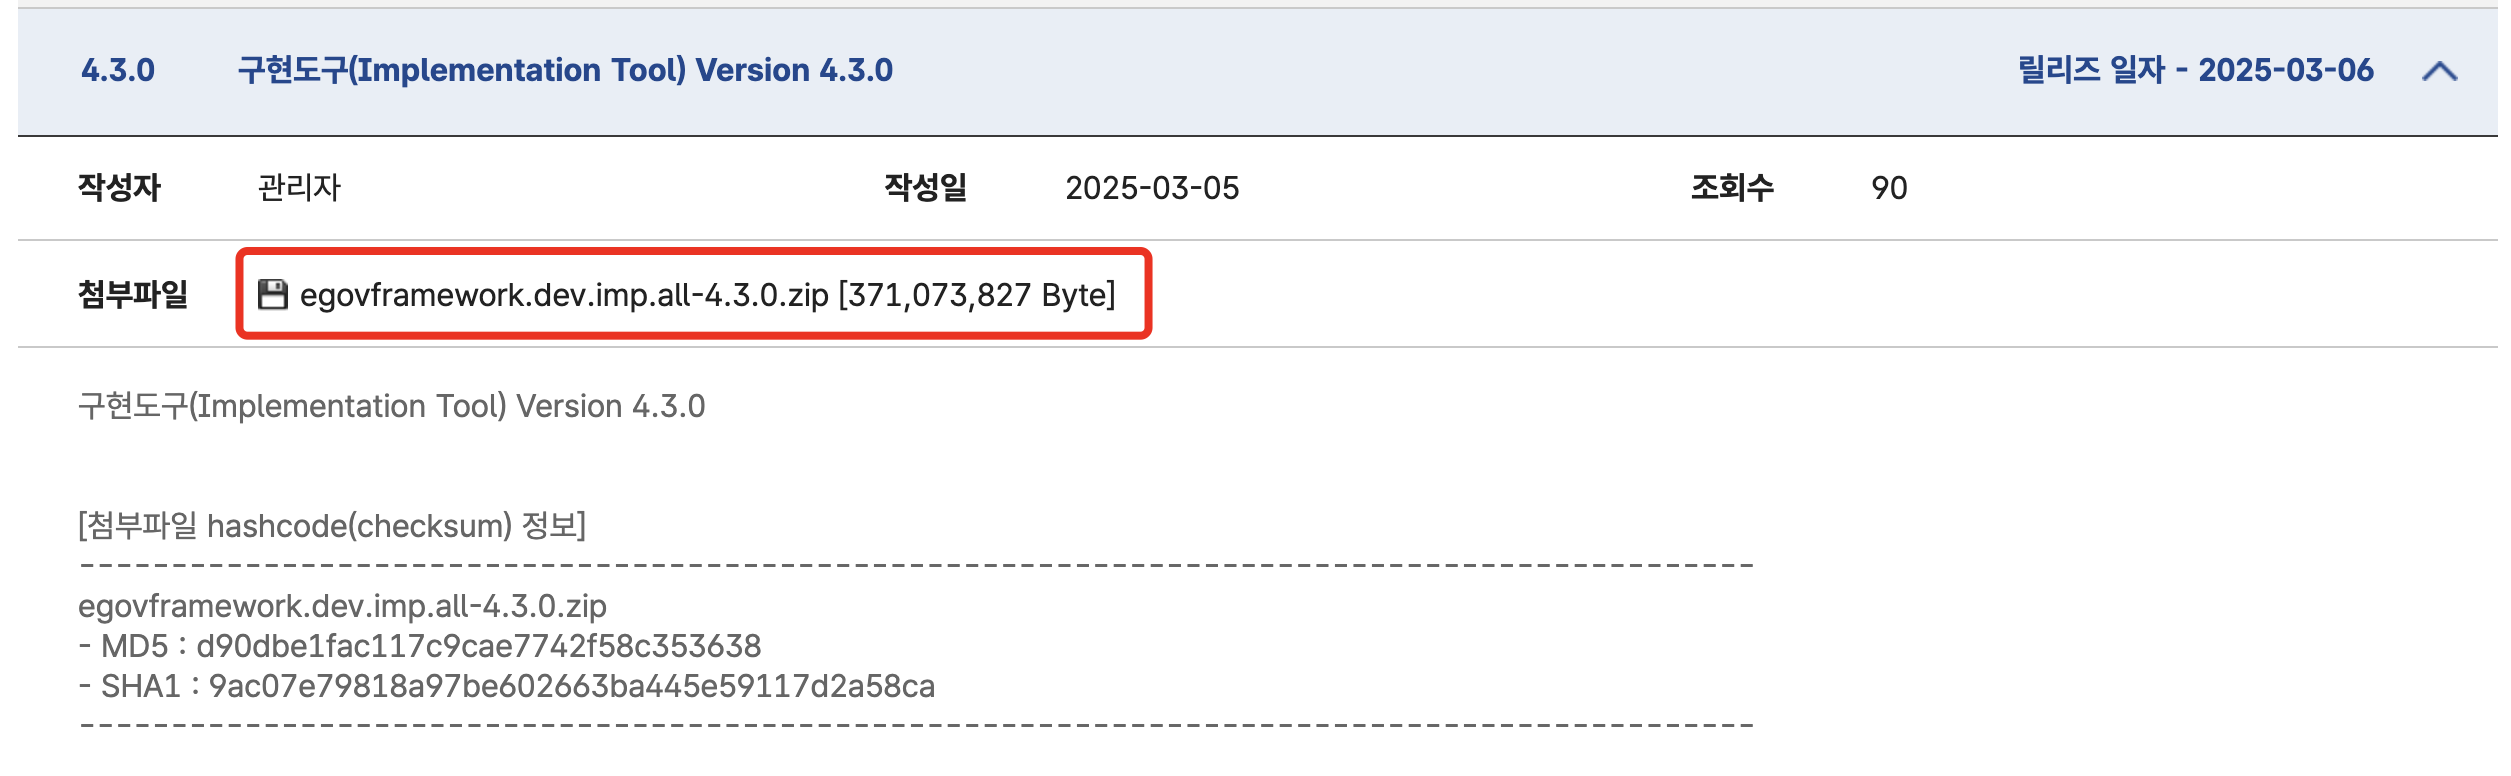 4.3.0 구현도구(Implementation Tool) Version 4.3.0 릴리즈 일자 - 2025-03-06
작성자 관리자 작성일 2025-03-05 조회수 90
첨부파일 egovframework.dev.imp.all-4.3.0.zip [371,073,827 Byte]
구현도구(Implementation Tool) Version 4.3.0
[첨부파일 hashcode(checksum) 정보]
--------------------------------------------------------------------------------------------
egovframework.dev.imp.all-4.3.0.zip
- MD5 : d90dbe1fac117c9cae7742f58c353638
- SHA1 : 9ac07e79818a97be602663ba445e59117d2a58ca
--------------------------------------------------------------------------------------------